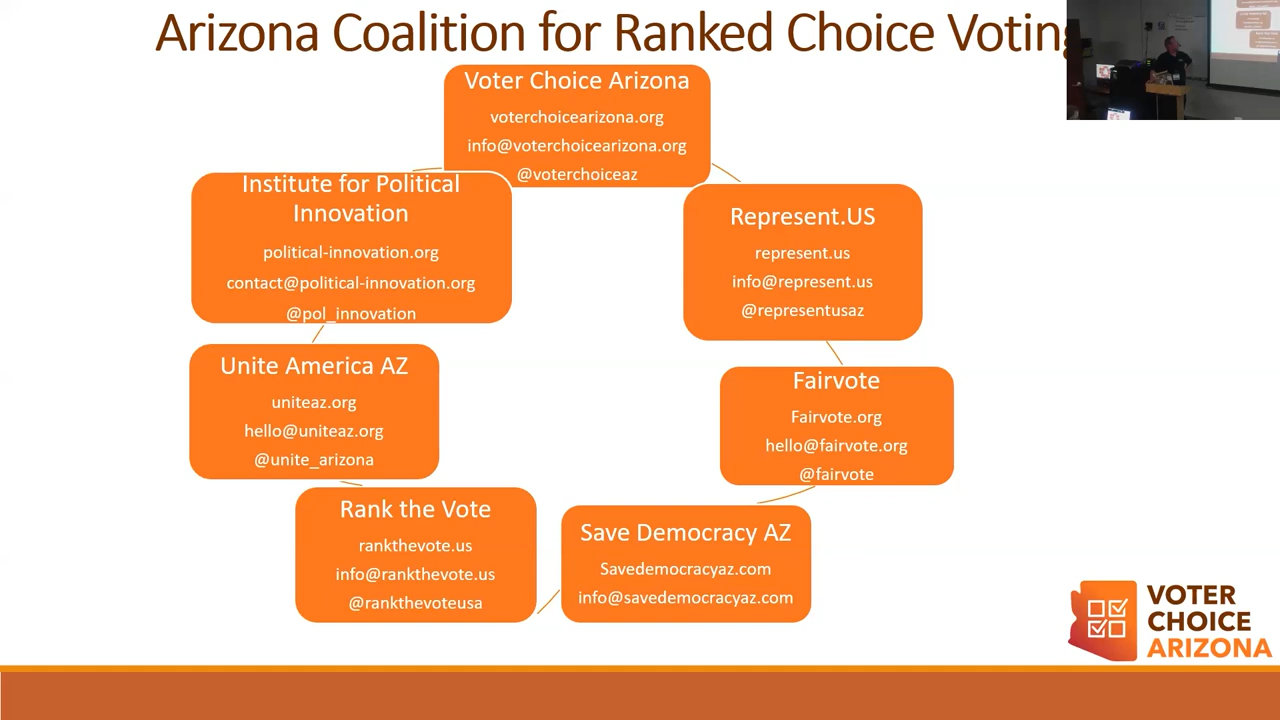 Arizona Coalition for Ranked Choice Voting
Voter Choice Arizona
voterchoicearizona.org
info@voterchoicearizona.org
@voterchoiceaz
Represent.US
represent.us
info@represent.us
@representusaz
Fairvote
Fairvote.org
hello@fairvote.org
@fairvote
Save Democracy AZ
Savedemocracyaz.com
info@savedemocracyaz.com
Rank the Vote
rankthevote.us
info@rankthevote.us
@rankthevoteusa
Unite America AZ
uniteaz.org
hello@uniteaz.org
@unite_arizona
Institute for Political
Innovation
political-innovation.org
contact@political-innovation.org
@pol_innovation
VOTER
CHOICE
ARIZONA